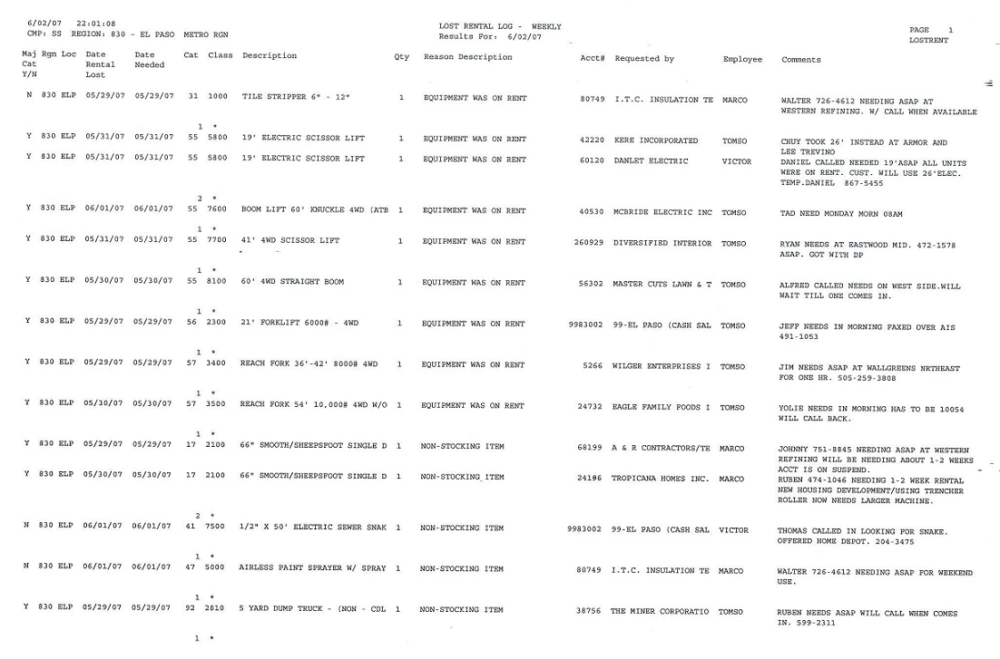 6/02/07 22:01:08 LOST RENTAL LOG - WEEKLY PAGE 1
CMP: SS REGION: 830 - EL PASO METRO RGN Results For: 6/02/07 LOSTRENT
Maj Rgn Loc Date Date Cat Class Description Qty Reason Description Acct# Requested by Employee Comments
Cat Rental Needed
Y/N Lost
N 830 ELP 05/29/07 05/29/07 31 1000 TILE STRIPPER 6" - 12" 1 EQUIPMENT WAS ON RENT 80749 I.T.C. INSULATION TE MARCO WALTER 726-4612 NEEDING ASAP AT
WESTERN REFINING. W/ CALL WHEN AVAILABLE
1 *
Y 830 ELP 05/31/07 05/31/07 55 5800 19' ELECTRIC SCISSOR LIFT 1 EQUIPMENT WAS ON RENT 42220 KERE INCORPORATED TOMSO CHUY TOOK 26' INSTEAD AT ARMOR AND
LEE TREVINO
Y 830 ELP 05/31/07 05/31/07 55 5800 19' ELECTRIC SCISSOR LIFT 1 EQUIPMENT WAS ON RENT 60120 DANLET ELECTRIC VICTOR DANIEL CALLED NEEDED 19'ASAP ALL UNITS
WERE ON RENT. CUST. WILL USE 26'ELEC.
TEMP.DANIEL 867-5455
2 *
Y 830 ELP 06/01/07 06/01/07 55 7600 BOOM LIFT 60' KNUCKLE 4WD (ATB 1 EQUIPMENT WAS ON RENT 40530 MCBRIDE ELECTRIC INC TOMSO TAD NEED MONDAY MORN 08AM
1 *
Y 830 ELP 05/31/07 05/31/07 55 7700 41' 4WD SCISSOR LIFT 1 EQUIPMENT WAS ON RENT 260929 DIVERSIFIED INTERIOR TOMSO RYAN NEEDS AT EASTWOOD MID. 472-1578
ASAP. GOT WITH DP
1 *
Y 830 ELP 05/30/07 05/30/07 55 8100 60' 4WD STRAIGHT BOOM 1 EQUIPMENT WAS ON RENT 56302 MASTER CUTS LAWN & T TOMSO ALFRED CALLED NEEDS ON WEST SIDE.WILL
WAIT TILL ONE COMES IN.
1 *
Y 830 ELP 05/29/07 05/29/07 56 2300 21' FORKLIFT 6000# - 4WD 1 EQUIPMENT WAS ON RENT 9983002 99-EL PASO (CASH SAL TOMSO JEFF NEEDS IN MORNING FAXED OVER AIS
491-1053
1 *
Y 830 ELP 05/29/07 05/29/07 57 3400 REACH FORK 36'-42' 8000# 4WD 1 EQUIPMENT WAS ON RENT 5266 WILGER ENTERPRISES I TOMSO JIM NEEDS ASAP AT WALLGREENS NRTHEAST
FOR ONE HR. 505-259-3808
1 *
Y 830 ELP 05/30/07 05/30/07 57 3500 REACH FORK 54' 10,000# 4WD W/O 1 EQUIPMENT WAS ON RENT 24732 EAGLE FAMILY FOODS I TOMSO YOLIE NEEDS IN MORNING HAS TO BE 10054
WILL CALL BACK.
1 *
Y 830 ELP 05/29/07 05/29/07 17 2100 66" SMOOTH/SHEEPSFOOT SINGLE D 1 NON-STOCKING ITEM 68199 A & R CONTRACTORS/TE MARCO JOHNNY 751-8845 NEEDING ASAP AT WESTERN
REFINING WILL BE NEEDING ABOUT 1-2 WEEKS
ACCT IS ON SUSPEND.
Y 830 ELP 05/30/07 05/30/07 17 2100 66" SMOOTH/SHEEPSFOOT SINGLE D 1 NON-STOCKING ITEM 24196 TROPICANA HOMES INC. MARCO RUBEN 474-1046 NEEDING 1-2 WEEK RENTAL
NEW HOUSING DEVELOPMENT/USING TRENCHER
ROLLER NOW NEEDS LARGER MACHINE.
2 *
N 830 ELP 06/01/07 06/01/07 41 7500 1/2" X 50' ELECTRIC SEWER SNAK 1 NON-STOCKING ITEM 9983002 99-EL PASO (CASH SAL VICTOR THOMAS CALLED IN LOOKING FOR SNAKE.
OFFERED HOME DEPOT. 204-3475
1 *
N 830 ELP 06/01/07 06/01/07 47 5000 AIRLESS PAINT SPRAYER W/ SPRAY 1 NON-STOCKING ITEM 80749 I.T.C. INSULATION TE MARCO WALTER 726-4612 NEEDING ASAP FOR WEEKEND
USE.
1 *
Y 830 ELP 05/29/07 05/29/07 92 2810 5 YARD DUMP TRUCK - (NON - CDL 1 NON-STOCKING ITEM 38756 THE MINER CORPORATIO TOMSO RUBEN NEEDS ASAP WILL CALL WHEN COMES
IN. 599-2311
1 *